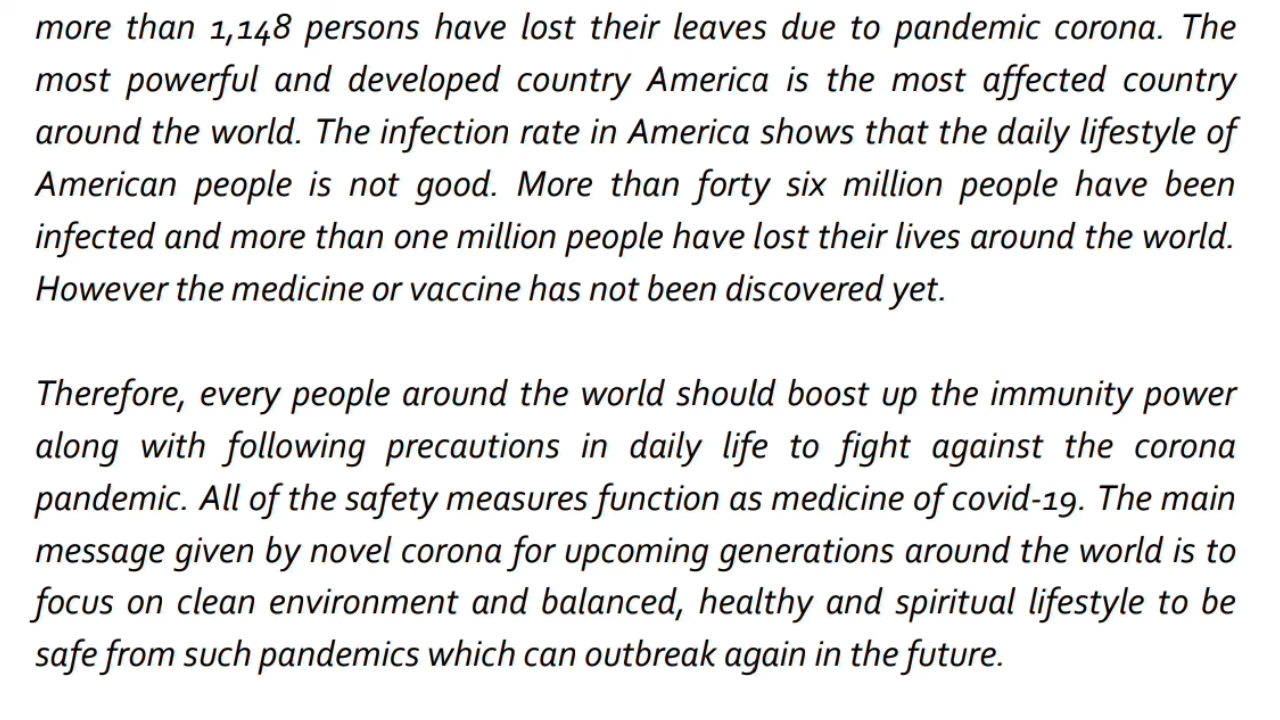 more than 1,148 persons have lost their leaves due to pandemic corona. The
most powerful and developed country America is the most affected country
around the world. The infection rate in America shows that the daily lifestyle of
American people is not good. More than forty six million people have been
infected and more than one million people have lost their lives around the world.
However the medicine or vaccine has not been discovered yet.
Therefore, every people around the world should boost up the immunity power
along with following precautions in daily life to fight against the corona
pandemic. All of the safety measures function as medicine of covid-19. The main
message given by novel corona for upcoming generations around the world is to
focus on clean environment and balanced, healthy and spiritual lifestyle to be
safe from such pandemics which can outbreak again in the future.